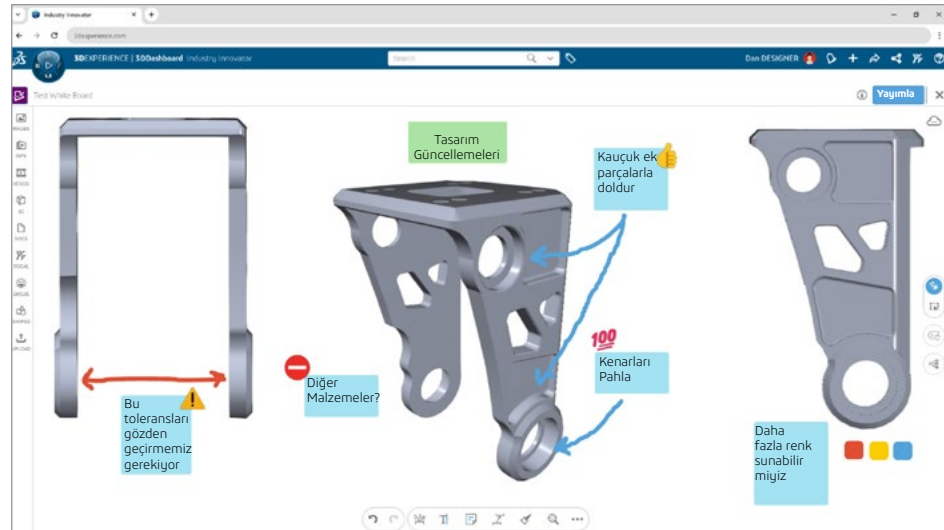 Industry Innovator
3dexperience.com
3DEXPERIENCE | 3DDashboard Industry Innovator
Search
Dan DESIGNER
Test White Board
Yayımla
Tasarım
Güncellemeleri
Kauçuk ek
parçalarla
doldur
100
Kenarları
Pahla
Diğer
Malzemeler?
Bu
toleransları
gözden
geçirmemiz
gerekiyor
Daha
fazla renk
sunabilir
miyiz